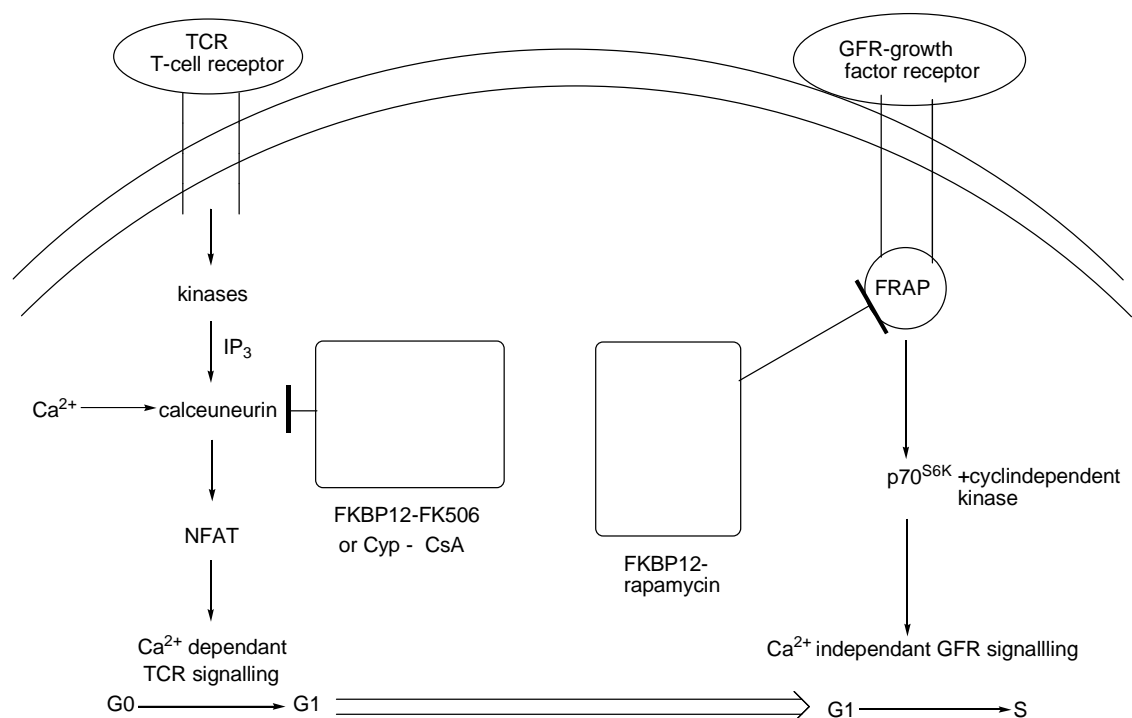 TCR
T-cell receptor
GFR-growth
factor receptor
kinases
FRAP
IP3
Ca2+
calceuneurin
p70S6K +cyclindependent
kinase
FKBP12-FK506
or Cyp - CsA
NFAT
FKBP12-
rapamycin
Ca2+ dependant
TCR signalling
Ca2+ independant GFR signallling
G0
G1
G1
S